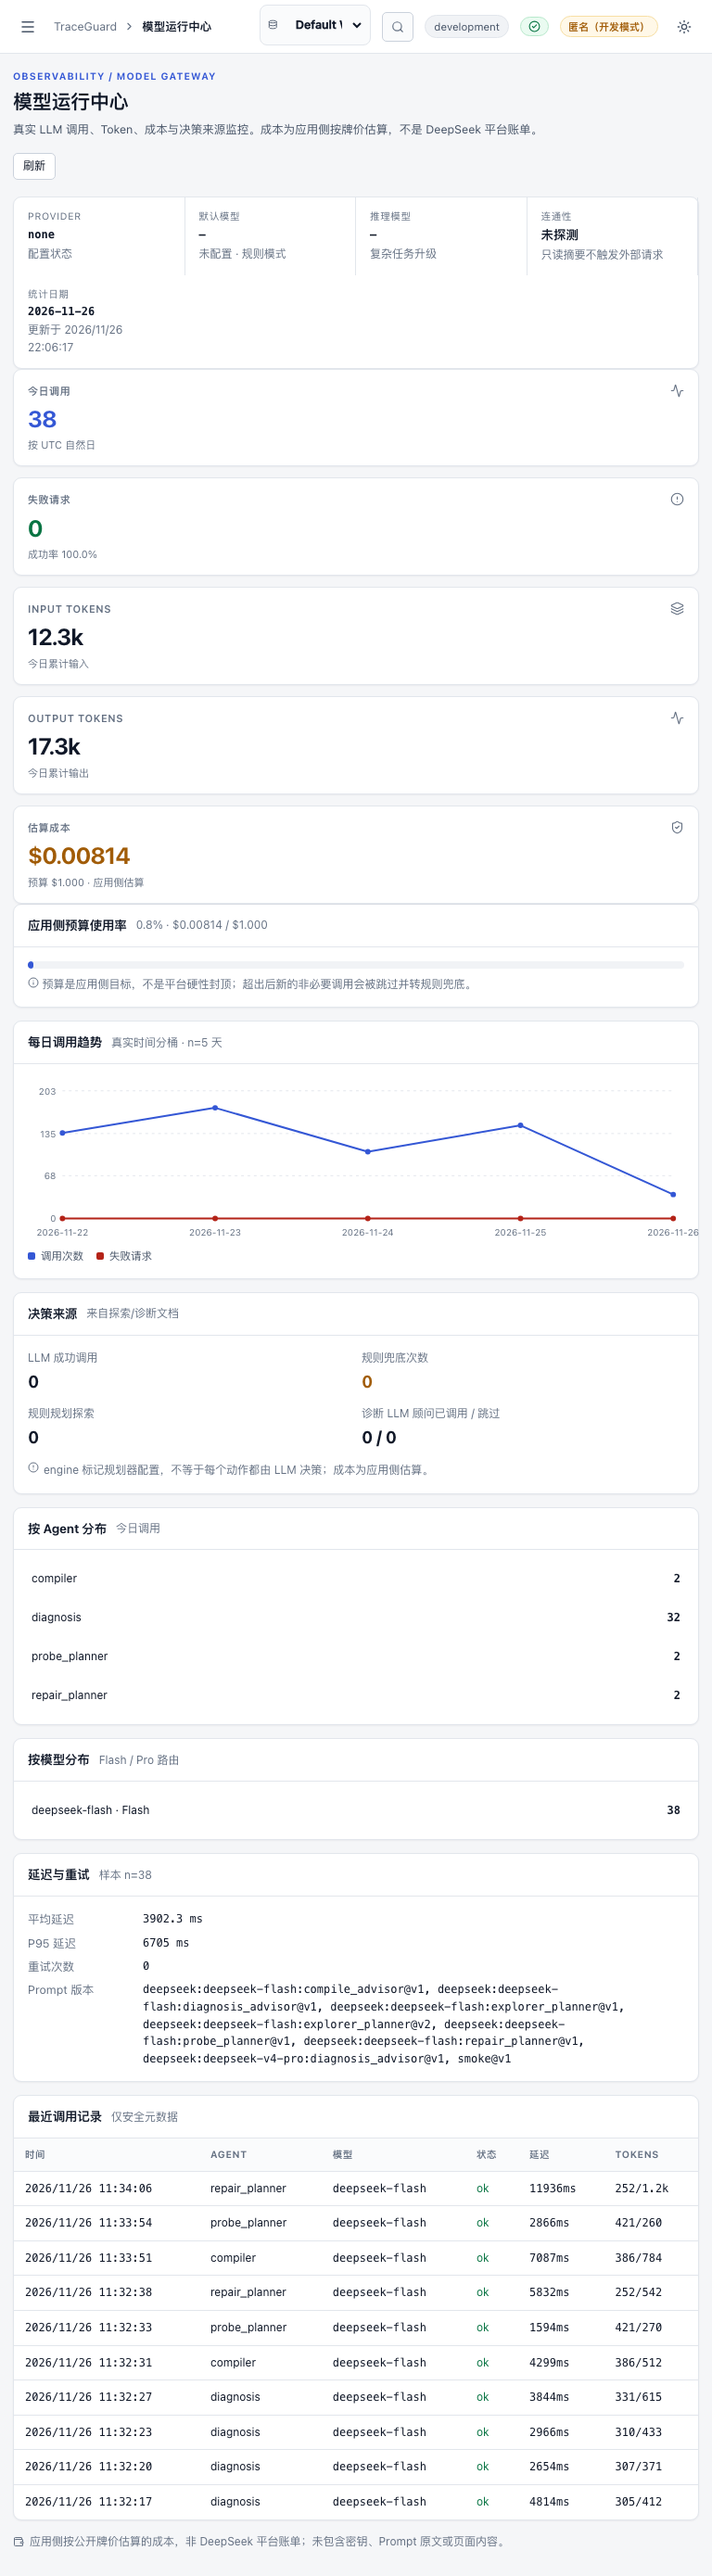 TraceGuard > 模型运行中心
Default V
development
匿名（开发模式）
OBSERVABILITY / MODEL GATEWAY
模型运行中心
真实 LLM 调用、Token、成本与决策来源监控。成本为应用侧按牌价估算，不是 DeepSeek 平台账单。
刷新
PROVIDER
none
配置状态
默认模型
—
未配置 · 规则模式
推理模型
—
复杂任务升级
连通性
未探测
只读摘要不触发外部请求
统计日期
2026-11-26
更新于 2026/11/26
22:06:17
今日调用
38
按 UTC 自然日
失败请求
0
成功率 100.0%
INPUT TOKENS
12.3k
今日累计输入
OUTPUT TOKENS
17.3k
今日累计输出
估算成本
$0.00814
预算 $1.000 · 应用侧估算
应用侧预算使用率 0.8% · $0.00814 / $1.000
预算是应用侧目标，不是平台硬性封顶；超出后新的非必要调用会被跳过并转规则兜底。
每日调用趋势 真实时间分桶 · n=5 天
203
135
68
0
2026-11-22 2026-11-23 2026-11-24 2026-11-25 2026-11-26
调用次数 失败请求
决策来源 来自探索/诊断文档
LLM 成功调用
0
规则兜底次数
0
规则规划探索
0
诊断 LLM 顾问已调用 / 跳过
0 / 0
engine 标记规划器配置，不等于每个动作都由 LLM 决策；成本为应用侧估算。
按 Agent 分布 今日调用
compiler 2
diagnosis 32
probe_planner 2
repair_planner 2
按模型分布 Flash / Pro 路由
deepseek-flash · Flash 38
延迟与重试 样本 n=38
平均延迟 3902.3 ms
P95 延迟 6705 ms
重试次数 0
Prompt 版本 deepseek:deepseek-flash:compile_advisor@v1, deepseek:deepseek-
flash:diagnosis_advisor@v1, deepseek:deepseek-flash:explorer_planner@v1,
deepseek:deepseek-flash:explorer_planner@v2, deepseek:deepseek-
flash:probe_planner@v1, deepseek:deepseek-flash:repair_planner@v1,
deepseek:deepseek-v4-pro:diagnosis_advisor@v1, smoke@v1
最近调用记录 仅安全元数据
时间 AGENT 模型 状态 延迟 TOKENS
2026/11/26 11:34:06 repair_planner deepseek-flash ok 11936ms 252/1.2k
2026/11/26 11:33:54 probe_planner deepseek-flash ok 2866ms 421/260
2026/11/26 11:33:51 compiler deepseek-flash ok 7087ms 386/784
2026/11/26 11:32:38 repair_planner deepseek-flash ok 5832ms 252/542
2026/11/26 11:32:33 probe_planner deepseek-flash ok 1594ms 421/270
2026/11/26 11:32:31 compiler deepseek-flash ok 4299ms 386/512
2026/11/26 11:32:27 diagnosis deepseek-flash ok 3844ms 331/615
2026/11/26 11:32:23 diagnosis deepseek-flash ok 2966ms 310/433
2026/11/26 11:32:20 diagnosis deepseek-flash ok 2654ms 307/371
2026/11/26 11:32:17 diagnosis deepseek-flash ok 4814ms 305/412
应用侧按公开牌价估算的成本，非 DeepSeek 平台账单；未包含密钥、Prompt 原文或页面内容。